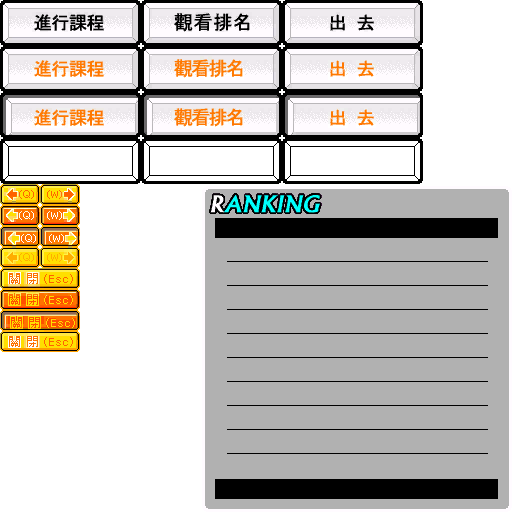 進行課程 觀看排名 出 去
進行課程 觀看排名 出 去
進行課程 觀看排名 出 去
(Q) (W)
(Q) (W)
(Q) (W)
(Q) (W)
關 閉 (Esc)
關 閉 (Esc)
關 閉 (Esc)
關 閉 (Esc)
RANKING